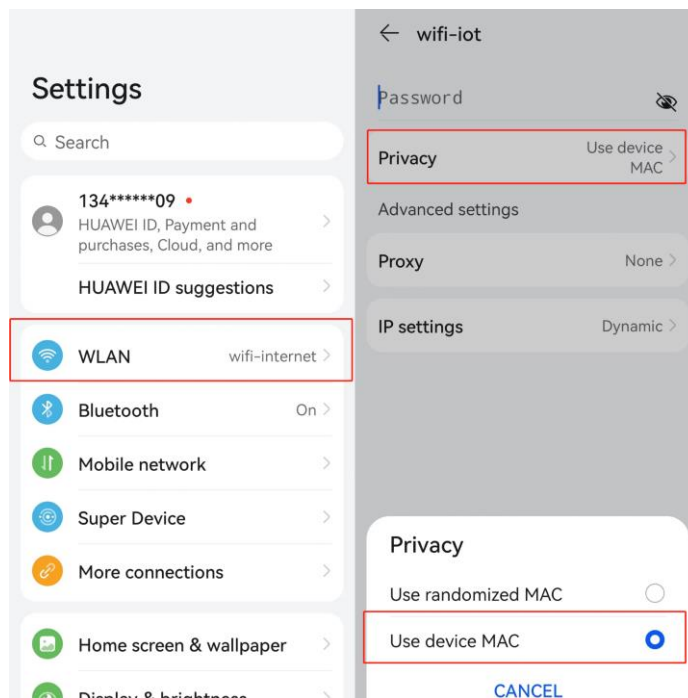 Settings
Search
134******09
HUAWEI ID, Payment and
purchases, Cloud, and more
HUAWEI ID suggestions
WLAN wifi-internet
Bluetooth On
Mobile network
Super Device
More connections
Home screen & wallpaper
Display & brightness
wifi-iot
Password
Privacy Use device
MAC
Advanced settings
Proxy None
IP settings Dynamic
Privacy
Use randomized MAC
Use device MAC
CANCEL